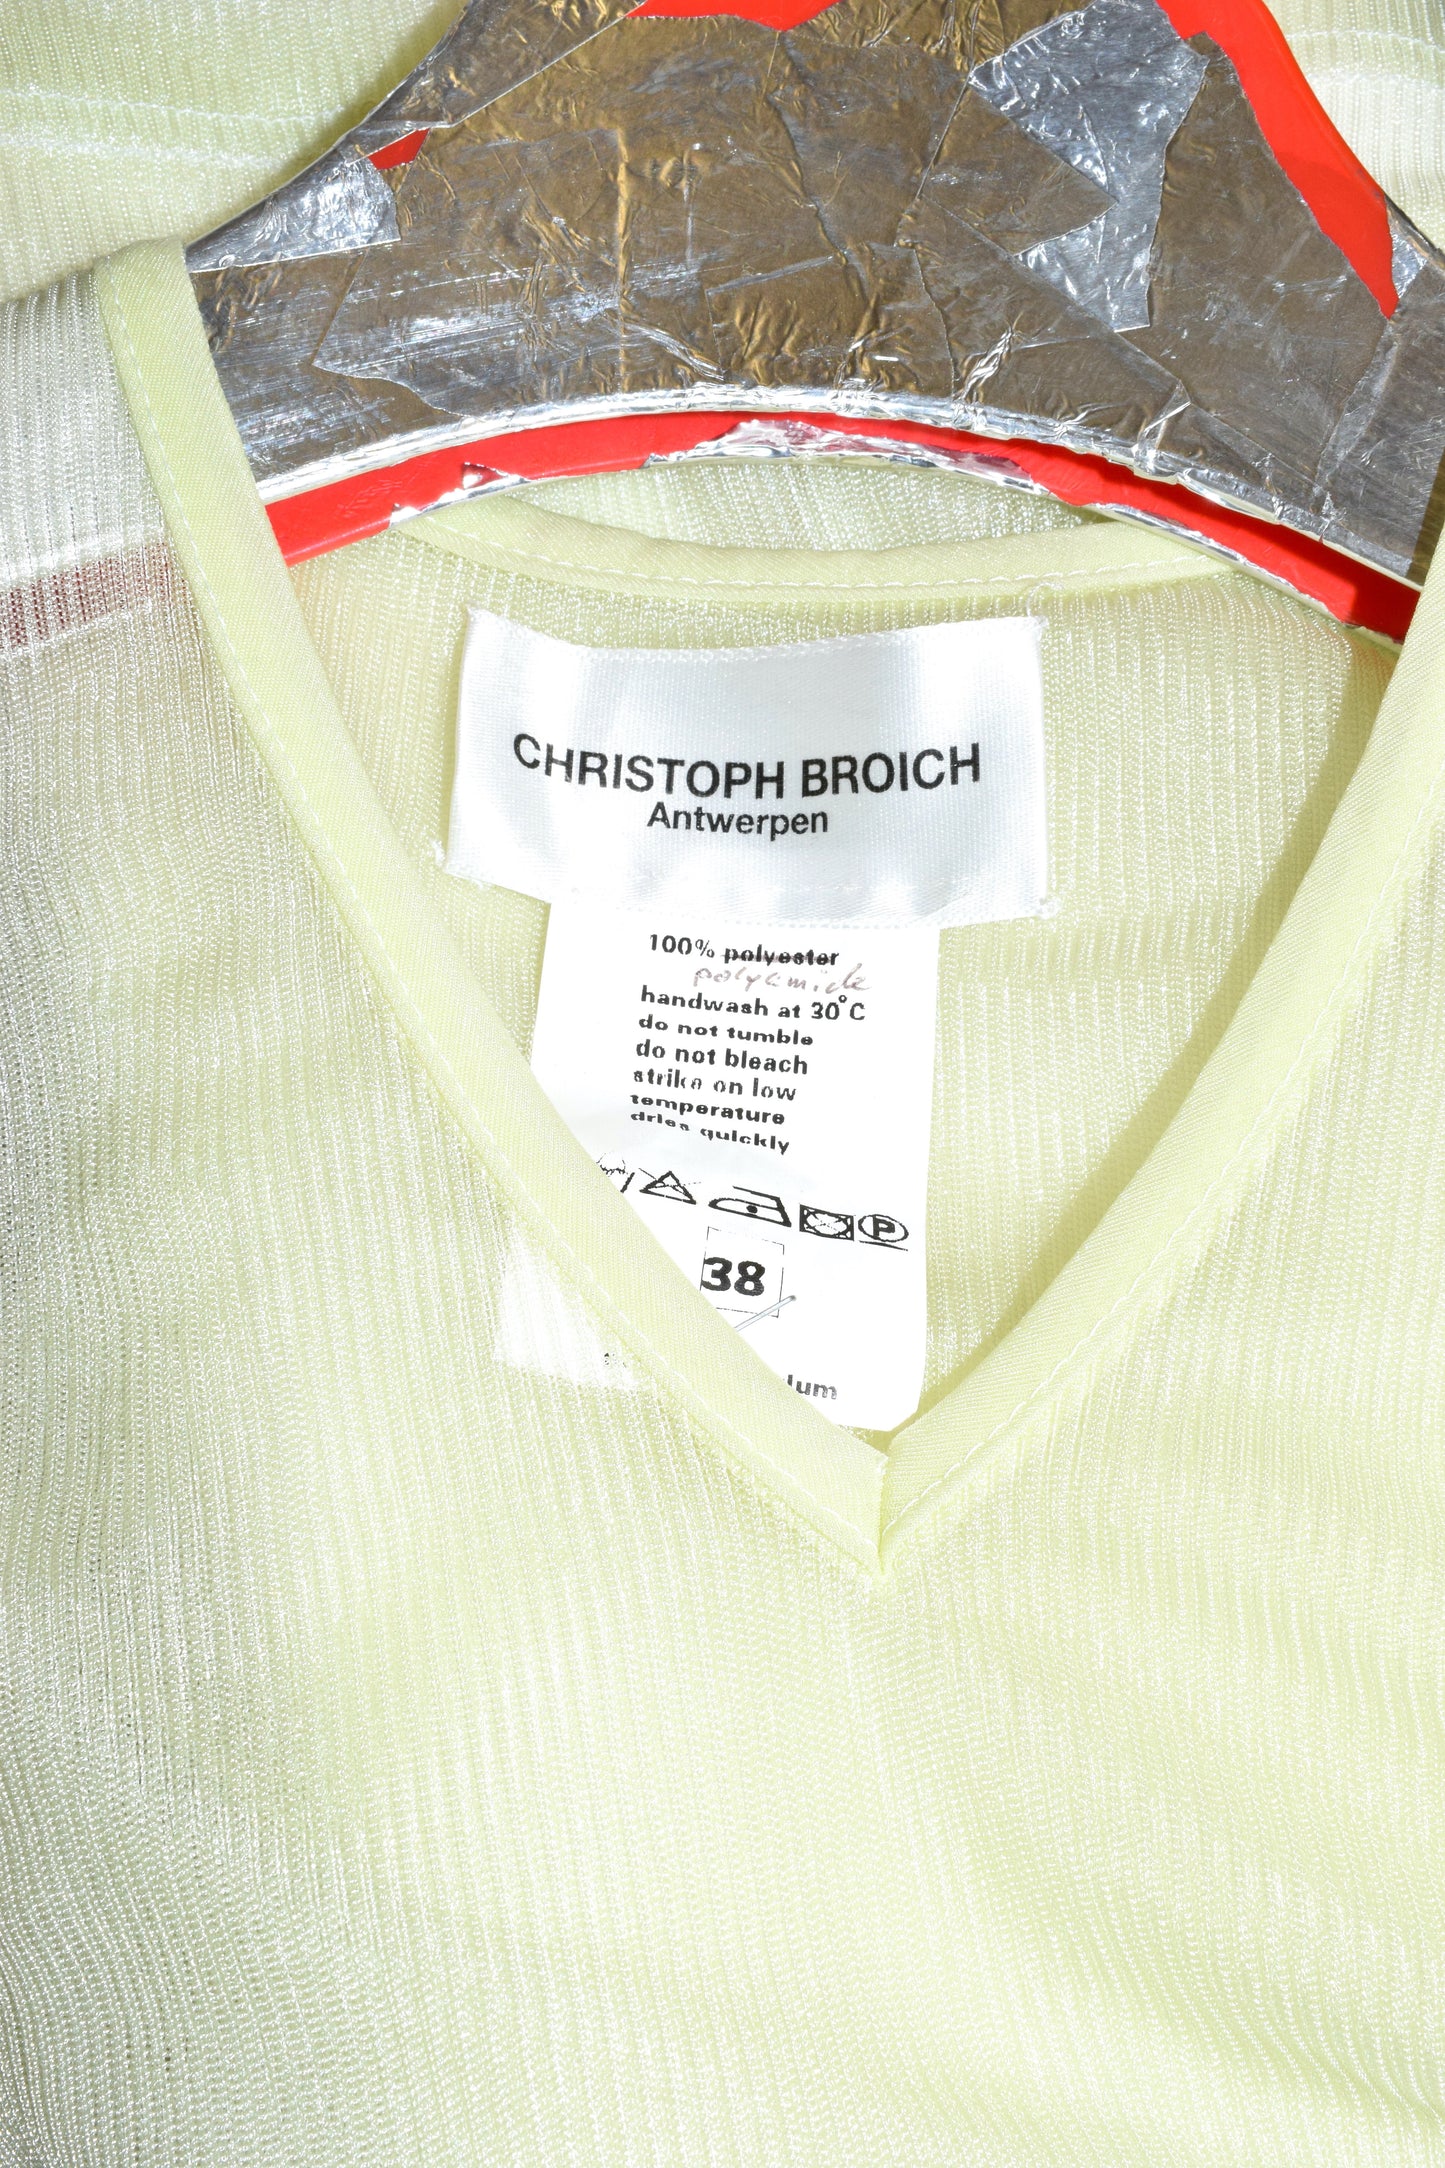 CHRISTOPH BROICH
Antwerpen
100% polyester
polyamide
handwash at 30°C
do not tumble
do not bleach
strike on low
temperature
dries quickly
P
38